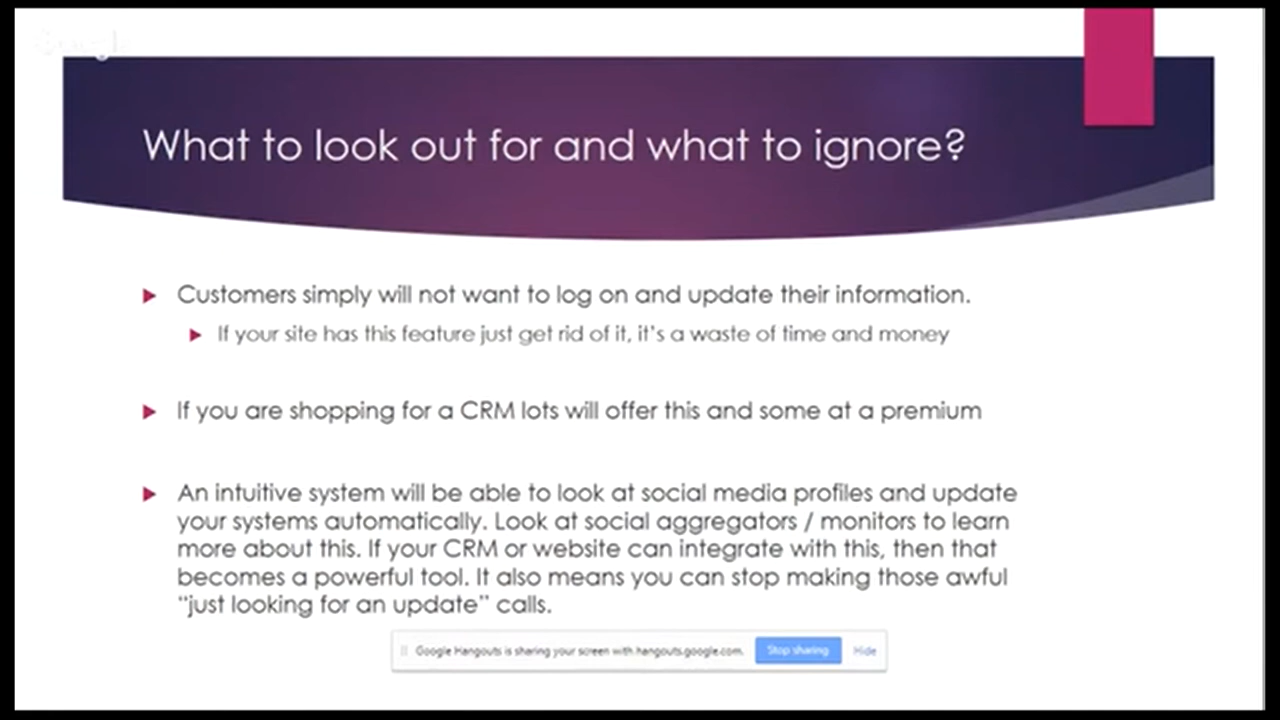 Google
What to look out for and what to ignore?
Customers simply will not want to log on and update their information.
If your site has this feature just get rid of it, it's a waste of time and money
If you are shopping for a CRM lots will offer this and some at a premium
An intuitive system will be able to look at social media profiles and update
your systems automatically. Look at social aggregators / monitors to learn
more about this. If your CRM or website can integrate with this, then that
becomes a powerful tool. It also means you can stop making those awful
“just looking for an update” calls.
Google Hangouts is sharing your screen with hangouts.google.com. Stop sharing Hide